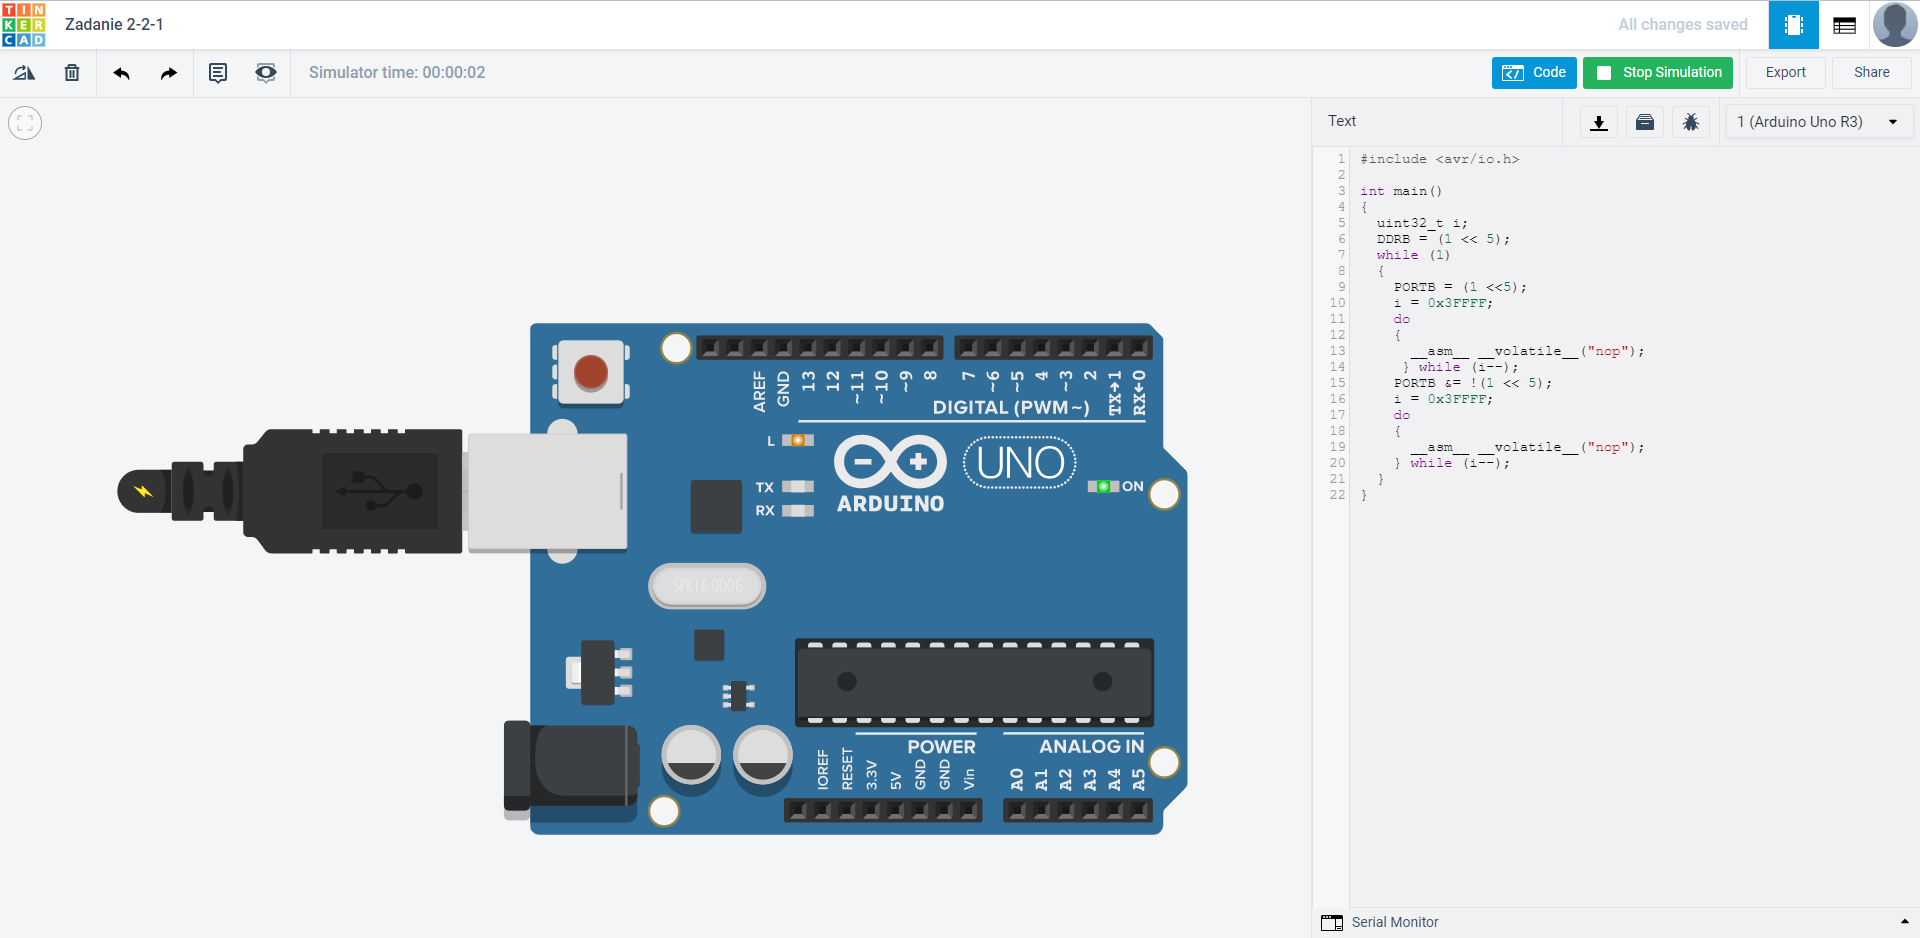 TIN
KER
CAD
Zadanie 2-2-1
All changes saved
Simulator time: 00:00:02
Code
Stop Simulation
Export
Share
Text
1 (Arduino Uno R3)
1 #include <avr/io.h>
2
3 int main()
4 {
5 uint32_t i;
6 DDRB = (1 << 5);
7 while (1)
8 {
9 PORTB = (1 <<5);
10 i = 0x3FFFF;
11 do
12 {
13 __asm__ __volatile__("nop");
14 } while (i--);
15 PORTB &= !(1 << 5);
16 i = 0x3FFFF;
17 do
18 {
19 __asm__ __volatile__("nop");
20 } while (i--);
21 }
22 }
AREF GND 13 12 ~11 ~10 ~9 8 7 ~6 ~5 4 ~3 2 TX→1 RX←0
DIGITAL (PWM~)
L
TX
RX
ARDUINO
UNO
ON
SPK16.000G
POWER
ANALOG IN
IOREF RESET 3.3V 5V GND GND Vin A0 A1 A2 A3 A4 A5
Serial Monitor